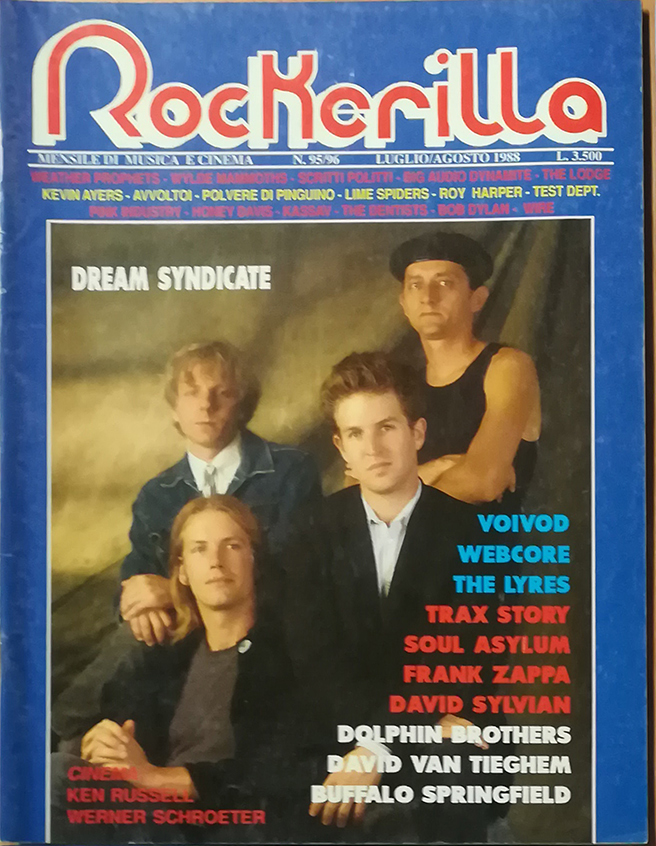 RocKerilla
MENSILE DI MUSICA E CINEMA N. 95/96 LUGLIO/AGOSTO 1988 L. 3.500
WEATHER PROPHETS - WYLDE MAMMOTHS - SCRITTI POLITTI - BIG AUDIO DYNAMITE - THE LODGE
KEVIN AYERS - AVVOLTOI - POLVERE DI PINGUINO - LIME SPIDERS - ROY HARPER - TEST DEPT.
PINK INDUSTRY - HONEY DAVIS - KASSAV - THE DENTISTS - BOB DYLAN - WIRE
DREAM SYNDICATE
VOIVOD
WEBCORE
THE LYRES
TRAX STORY
SOUL ASYLUM
FRANK ZAPPA
DAVID SYLVIAN
DOLPHIN BROTHERS
DAVID VAN TIEGHEM
BUFFALO SPRINGFIELD
CINEMA:
KEN RUSSELL
WERNER SCHROETER